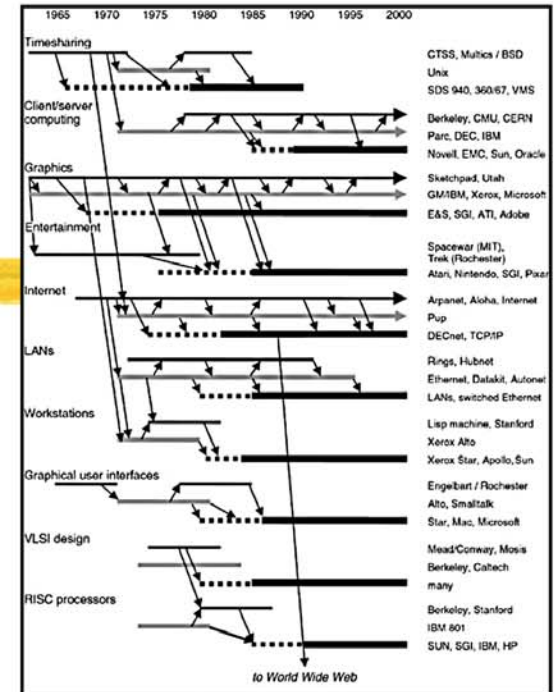 1965 1970 1975 1980 1985 1990 1995 2000
Timesharing
CTSS, Multics / BSD
Unix
SDS 940, 360/67, VMS
Client/server
computing
Berkeley, CMU, CERN
Parc, DEC, IBM
Novell, EMC, Sun, Oracle
Graphics
Sketchpad, Utah
GM/IBM, Xerox, Microsoft
E&S, SGI, ATI, Adobe
Entertainment
Spacewar (MIT),
Trek (Rochester)
Atari, Nintendo, SGI, Pixar
Internet
Arpanet, Aloha, Internet
Pup
DECnet, TCP/IP
LANs
Rings, Hubnet
Ethernet, Datakit, Autonet
LANs, switched Ethernet
Workstations
Lisp machine, Stanford
Xerox Alto
Xerox Star, Apollo, Sun
Graphical user interfaces
Engelbart / Rochester
Alto, Smalltalk
Star, Mac, Microsoft
VLSI design
Mead/Conway, Mosis
Berkeley, Caltech
many
RISC processors
Berkeley, Stanford
IBM 801
SUN, SGI, IBM, HP
to World Wide Web